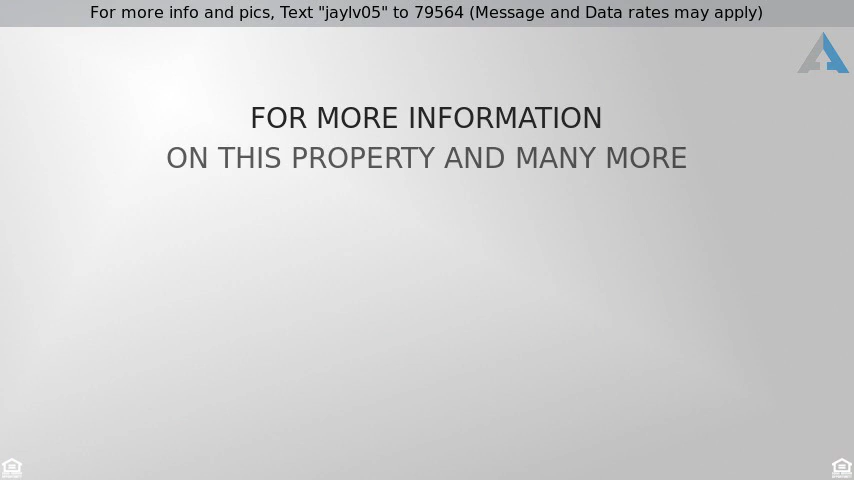 For more info and pics, Text "jaylv05" to 79564 (Message and Data rates may apply)
FOR MORE INFORMATION
ON THIS PROPERTY AND MANY MORE